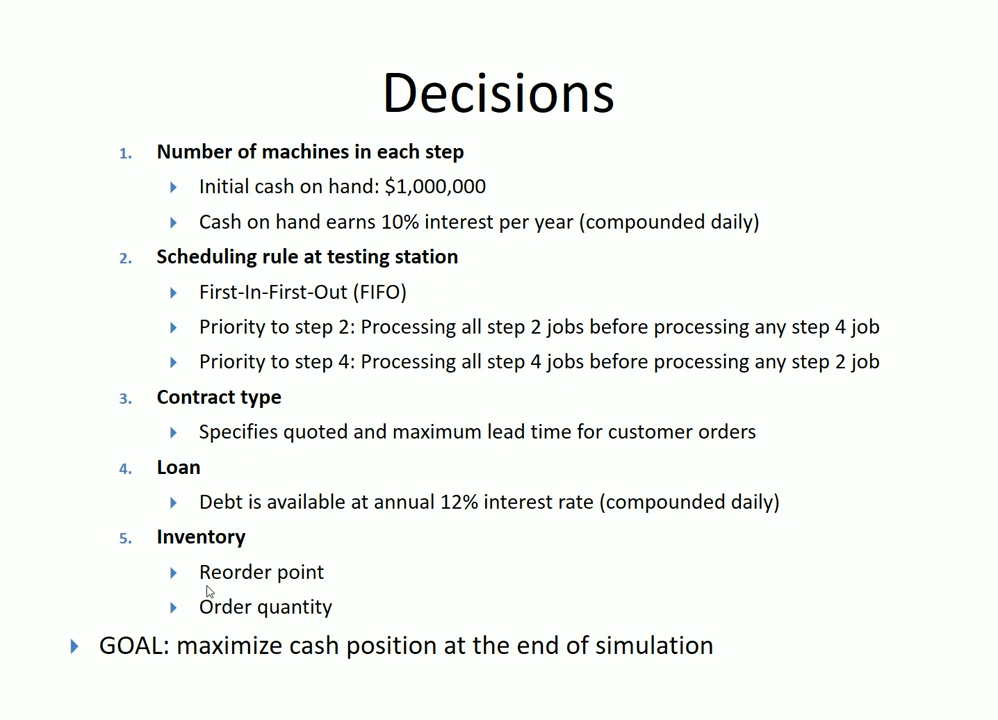 Decisions
1. Number of machines in each step
Initial cash on hand: $1,000,000
Cash on hand earns 10% interest per year (compounded daily)
2. Scheduling rule at testing station
First-In-First-Out (FIFO)
Priority to step 2: Processing all step 2 jobs before processing any step 4 job
Priority to step 4: Processing all step 4 jobs before processing any step 2 job
3. Contract type
Specifies quoted and maximum lead time for customer orders
4. Loan
Debt is available at annual 12% interest rate (compounded daily)
5. Inventory
Reorder point
Order quantity
GOAL: maximize cash position at the end of simulation